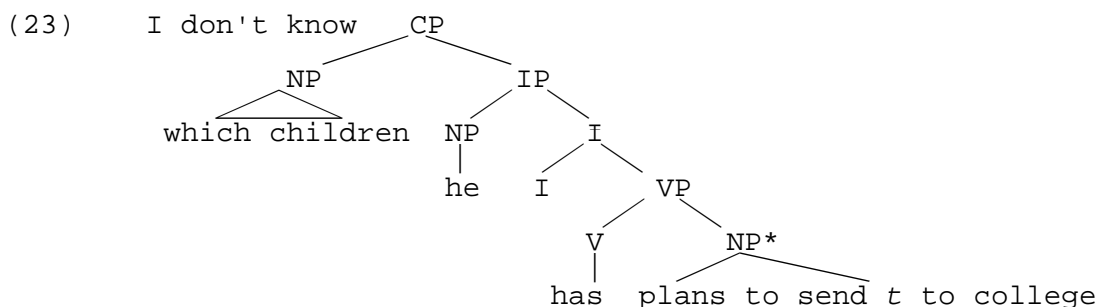 (23) I don't know CP
NP IP
which children NP I
he I VP
V NP*
has plans to send t to college